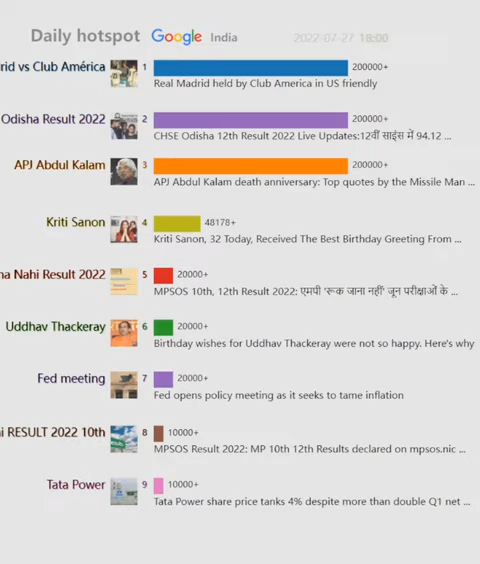 Daily hotspot Google India 2022-07-27 18:00
rid vs Club América 1 200000+
Real Madrid held by Club America in US friendly
Odisha Result 2022 2 200000+
CHSE Odisha 12th Result 2022 Live Updates:12वीं साइंस में 94.12 ...
APJ Abdul Kalam 3 200000+
APJ Abdul Kalam death anniversary: Top quotes by the Missile Man ...
Kriti Sanon 4 48178+
Kriti Sanon, 32 Today, Received The Best Birthday Greeting From ...
na Nahi Result 2022 5 20000+
MPSOS 10th, 12th Result 2022: एमपी 'रूक जाना नहीं' जून परीक्षाओं के ...
Uddhav Thackeray 6 20000+
Birthday wishes for Uddhav Thackeray were not so happy. Here's why
Fed meeting 7 20000+
Fed opens policy meeting as it seeks to tame inflation
ni RESULT 2022 10th 8 10000+
MPSOS Result 2022: MP 10th 12th Results declared on mpsos.nic ...
Tata Power 9 10000+
Tata Power share price tanks 4% despite more than double Q1 net ...